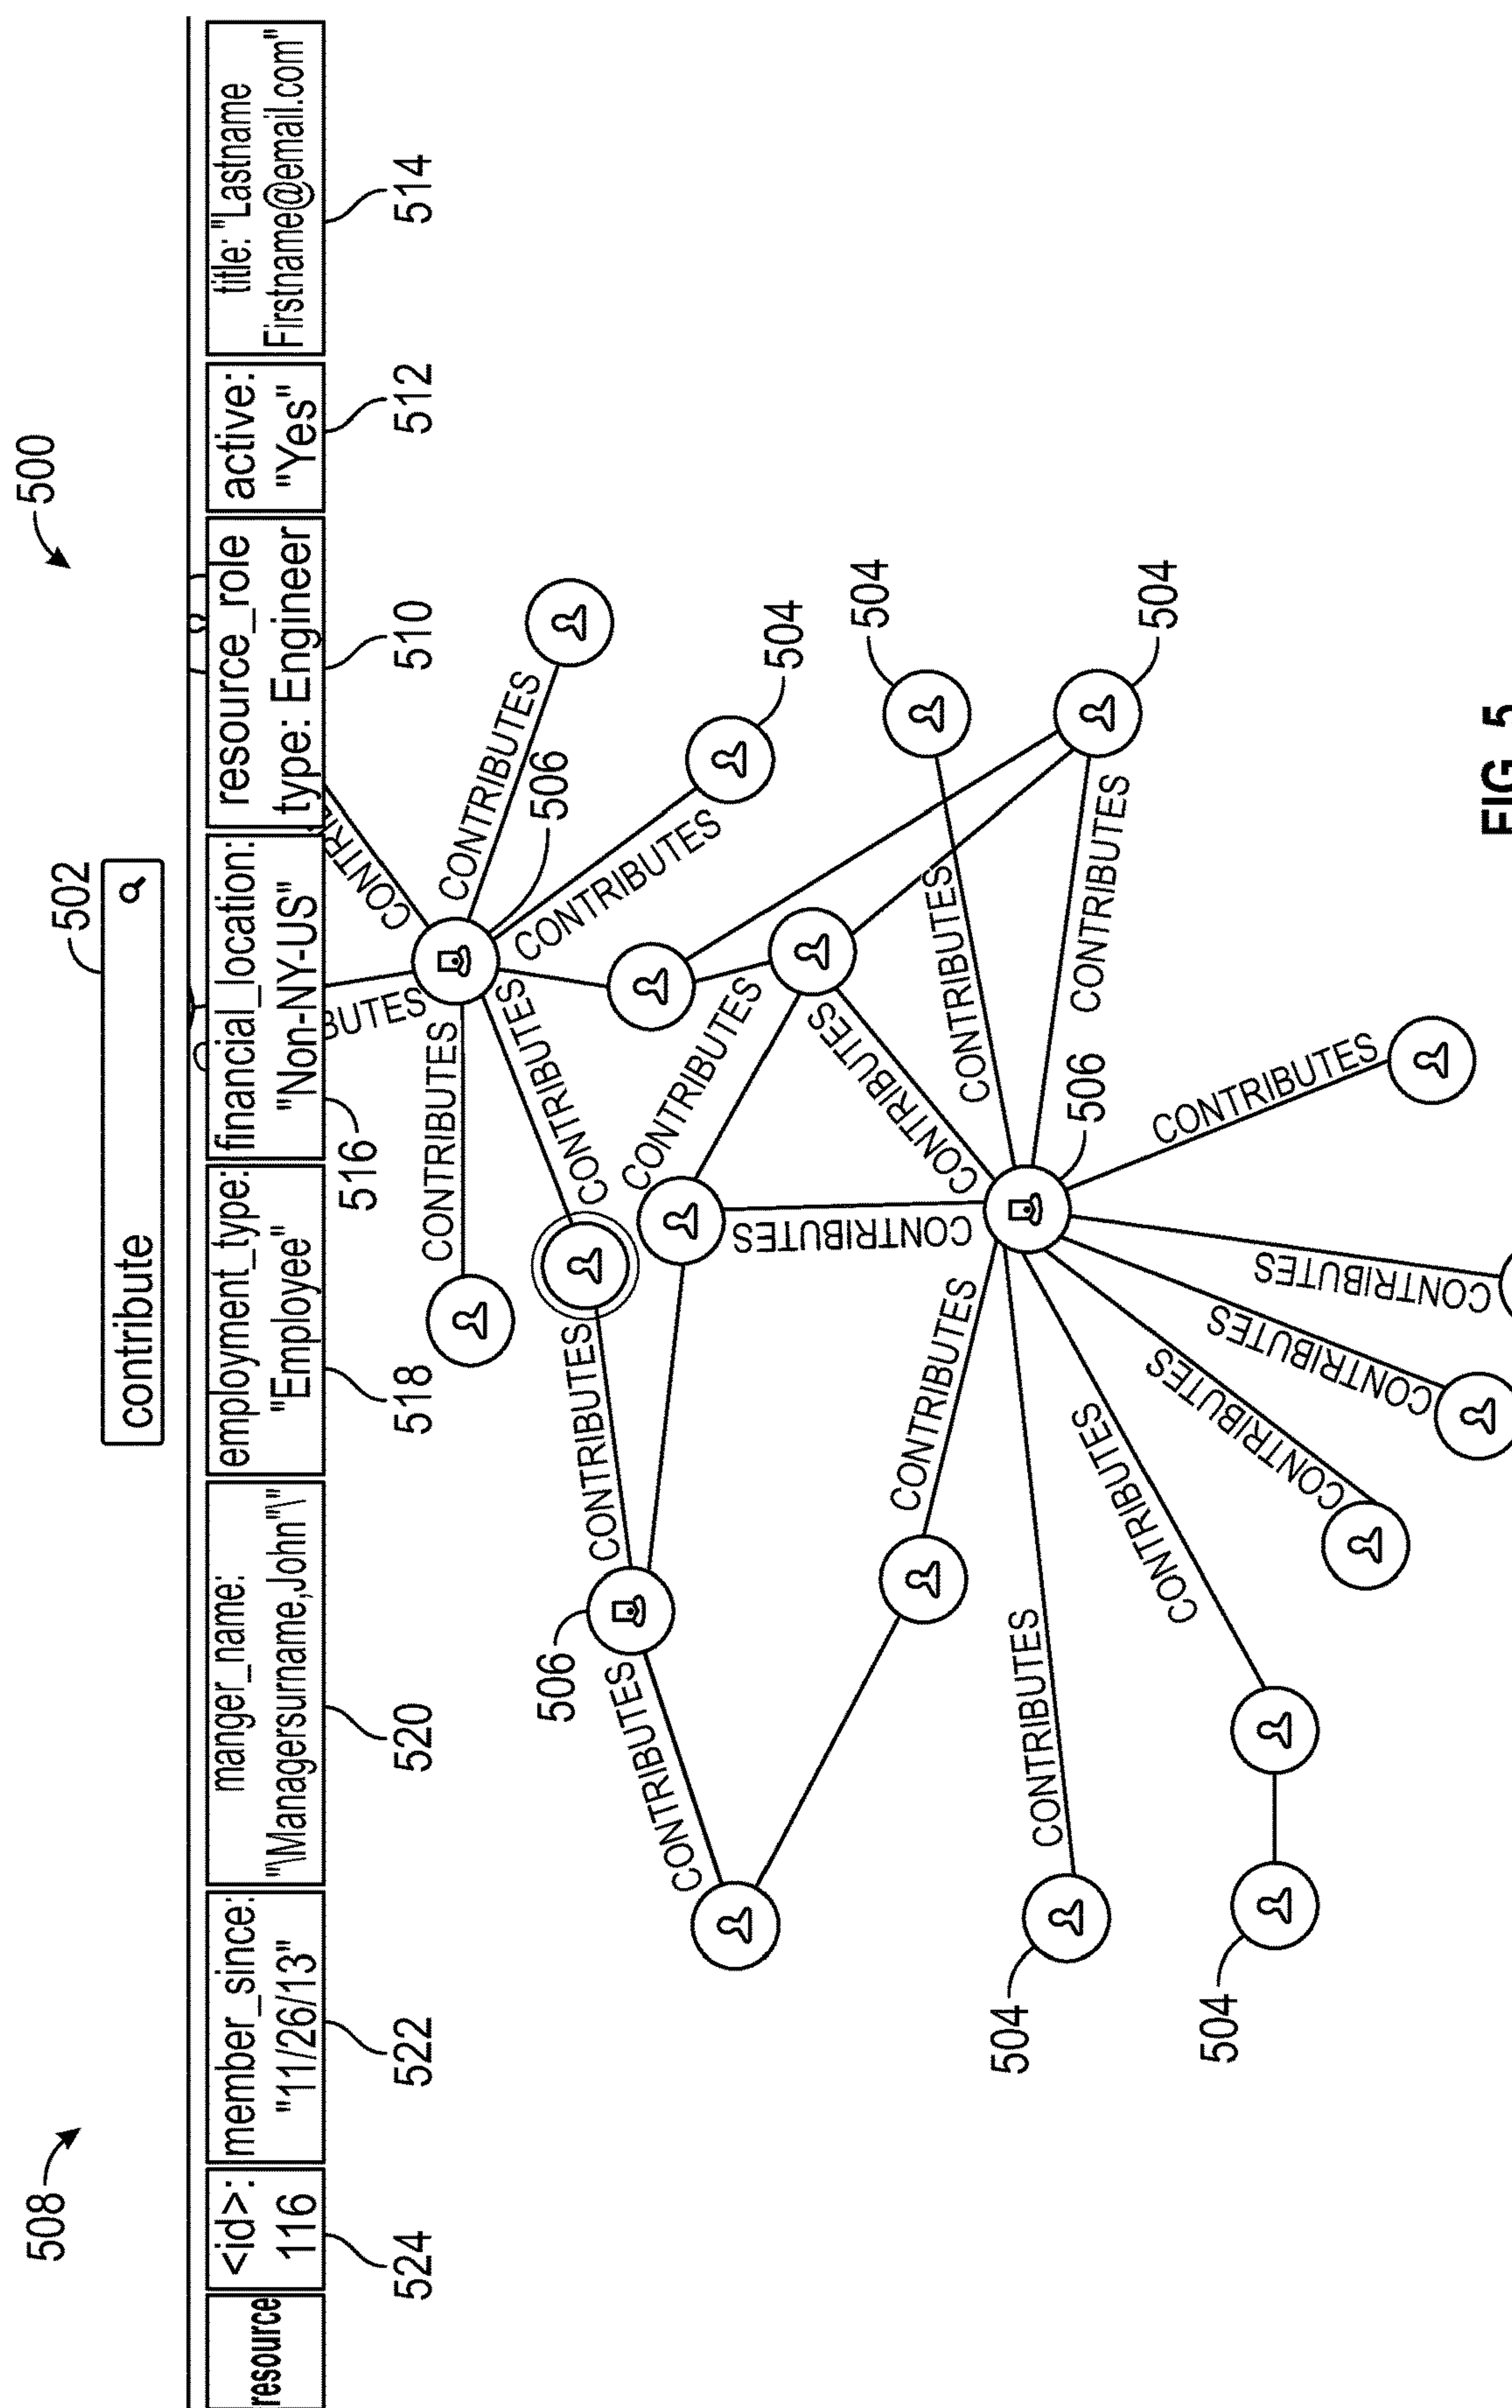 508
500
502
contribute
resource
<id>:
116
member_since:
"11/26/13"
manger_name:
"\Managersurname,John"\"
employment_type:
"Employee"
financial_location:
"Non-NY-US"
resource_role
type: Engineer
active:
"Yes"
title: "Lastname
Firstname@email.com"
524
522
520
518
516
510
512
514
CONTRIB
BUTES
CONTRIBUTES
CONTRIBUTES
506
CONTRIBUTES
504
CONTRIBUTES
CONTRIBUTES
506
CONTRIBUTES
CONTRIBUTES
CONTRIBUTES
CONTRIBUTES
CONTRIBUTES
504
CONTRIBUTES
504
CONTRIBUTES
506
CONTRIBUTES
CONTRIBUTES
504
CONTRIBUTES
504
CONTRIBUTES
CONTRIBUTES
CONTRIBUTES
CONTRIBUTES
FIG. 5